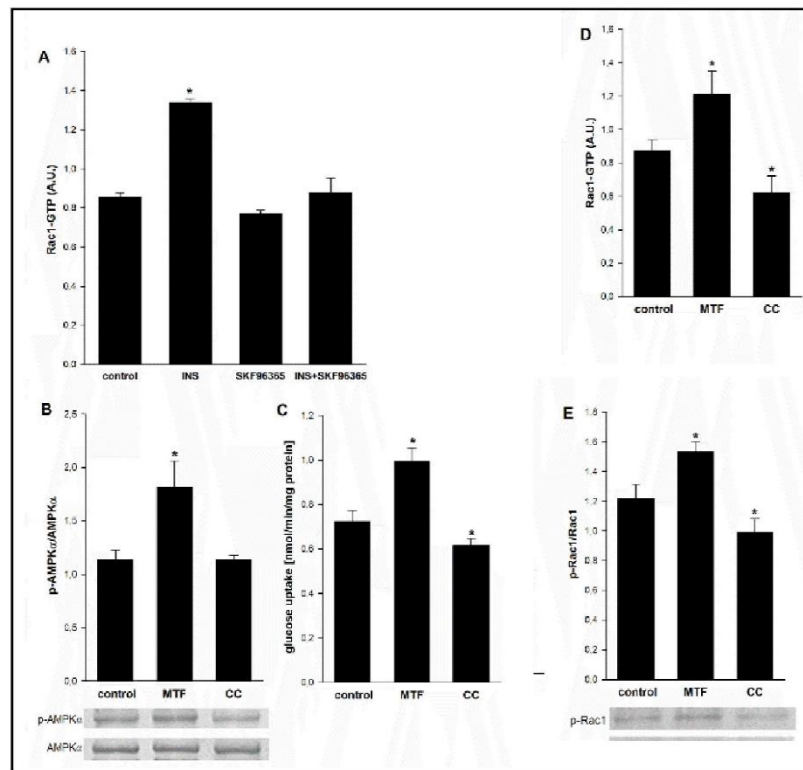 A
Rac1-GTP (A.U.)
1.6
1.4
*
1.2
1.0
0.8
0.6
0.4
0.2
0.0
control INS SKF96365 INS+SKF96365
D
Rac1-GTP (A.U.)
1,6
1,4
*
1,2
1,0
0,8
*
0,6
0,4
0,2
0,0
control MTF CC
B
p-AMPKα/AMPKα
2,5
2,0
*
1,5
1,0
0,5
0,0
control MTF CC
p-AMPKα
AMPKα
C
glucose uptake [nmol/min/mg protein]
1.2
1.0
*
0.8
0.6
*
0.4
0.2
0.0
control MTF CC
E
p-Rac1/Rac1
1.8
1.6
*
1.4
1.2
1.0
*
0.8
0.6
0.4
0.2
0.0
control MTF CC
p-Rac1